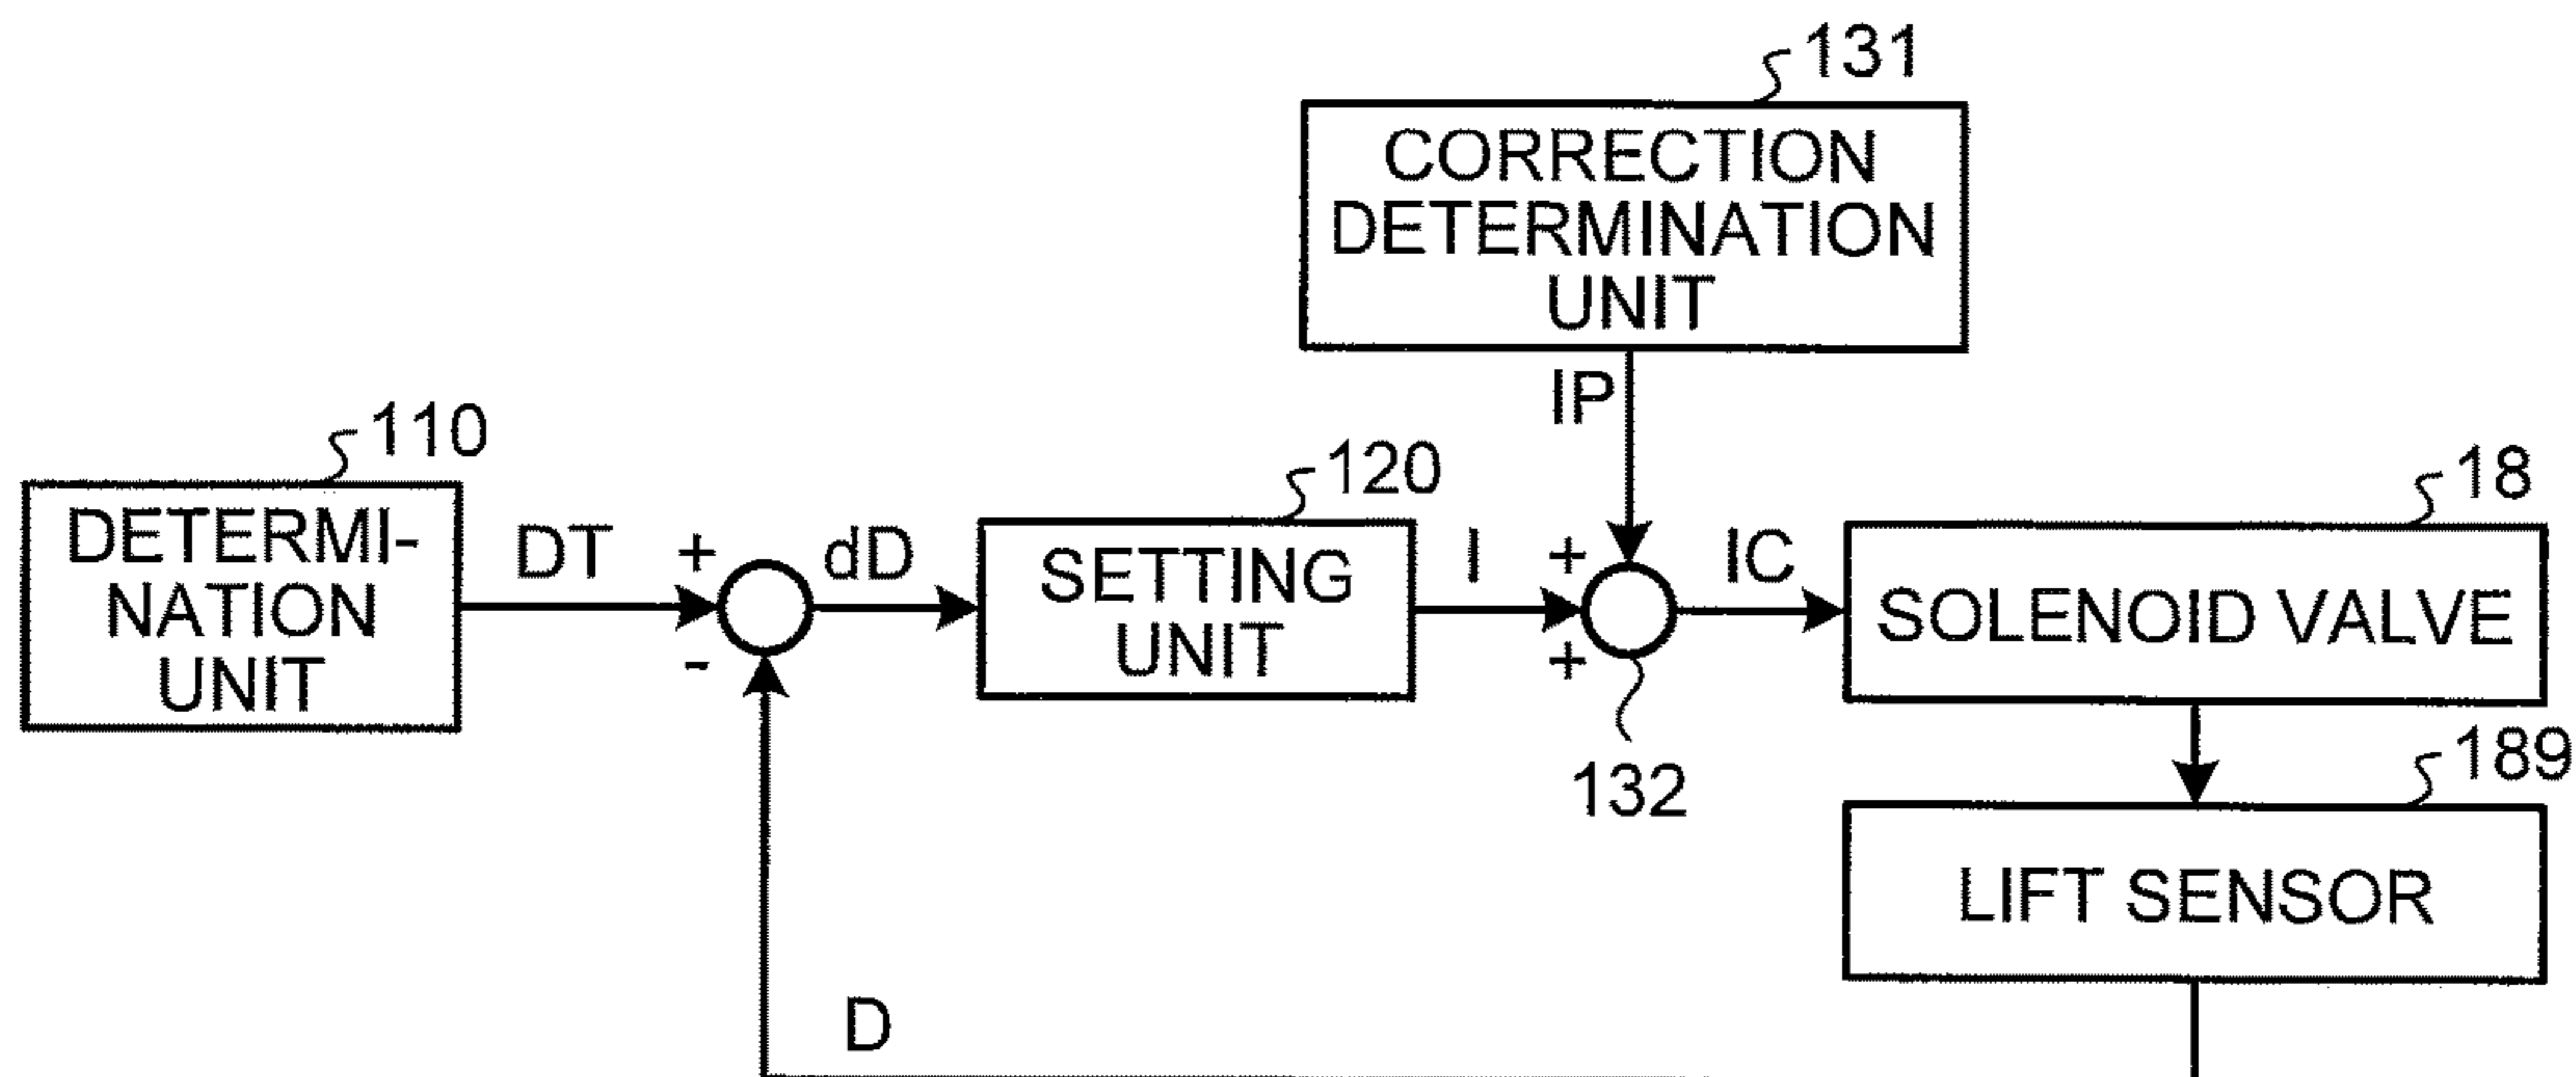 131
CORRECTION
DETERMINATION
UNIT
IP
110
DETERMI-
NATION
UNIT
DT
+
-
dD
120
SETTING
UNIT
I
+
+
IC
132
18
SOLENOID VALVE
189
LIFT SENSOR
D